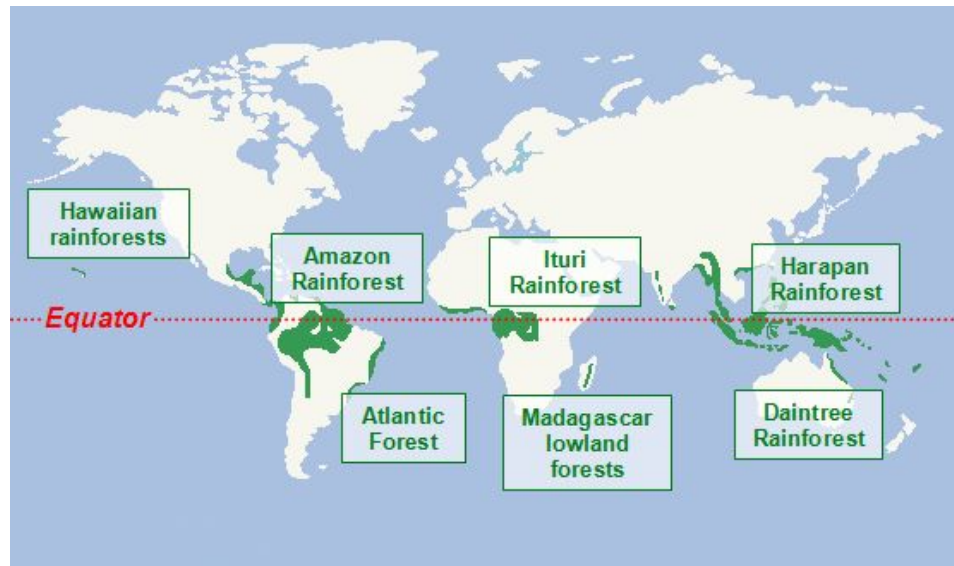 Hawaiian
rainforests
Amazon
Rainforest
Ituri
Rainforest
Harapan
Rainforest
Equator
Atlantic
Forest
Madagascar
lowland
forests
Daintree
Rainforest